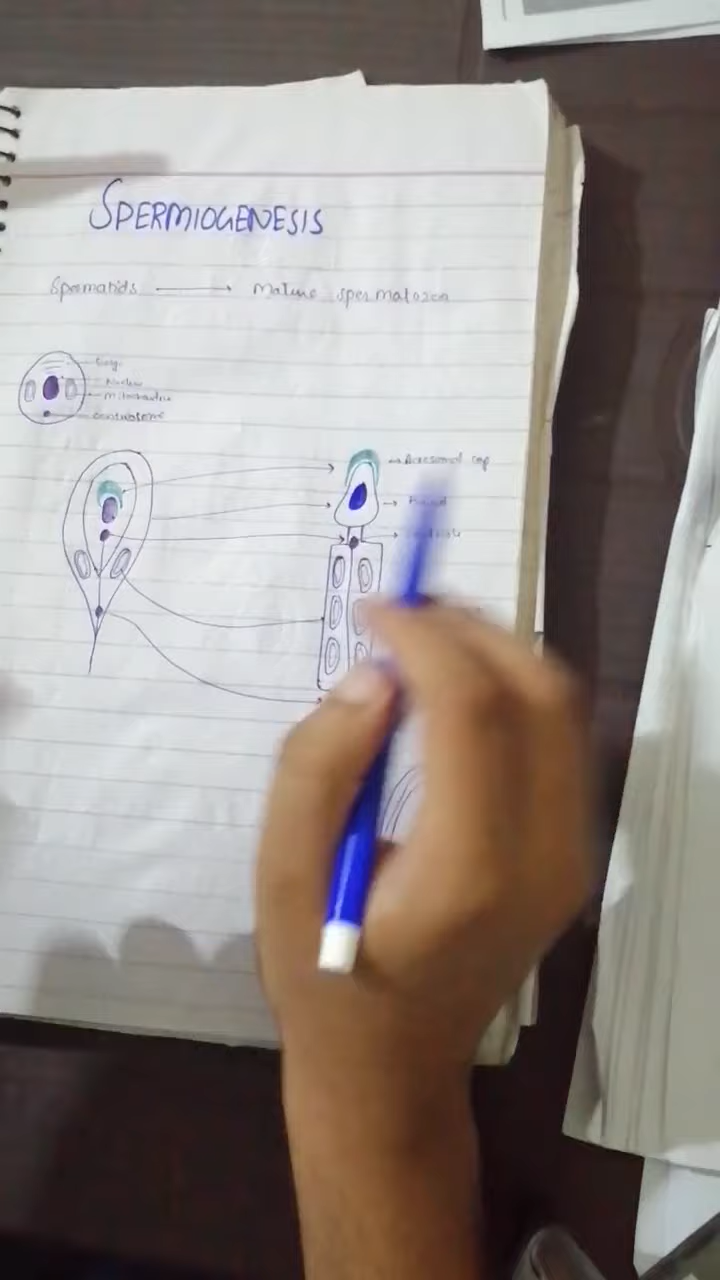 SPERMIOGENESIS
Spermatids → Mature spermatozoa
Golgi
Nucleus
Mitochondria
Centrosome
Acrosomal cap